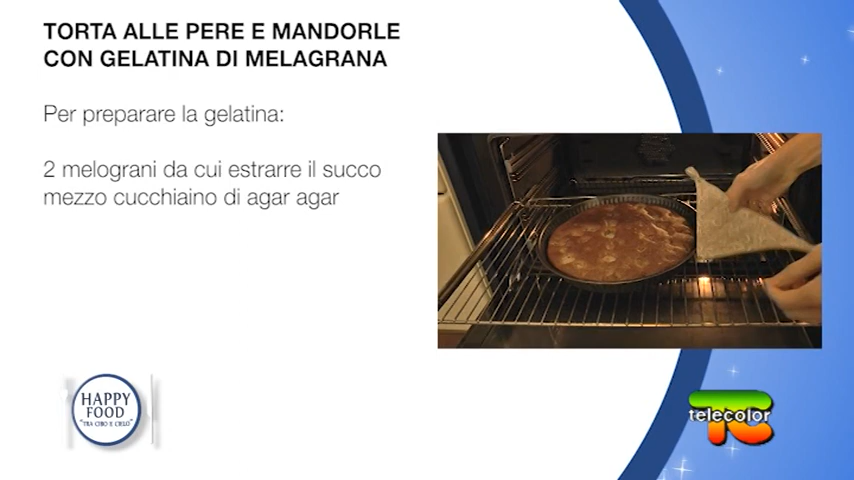 TORTA ALLE PERE E MANDORLE
CON GELATINA DI MELAGRANA
Per preparare la gelatina:
2 melograni da cui estrarre il succo
mezzo cucchiaino di agar agar
HAPPY
FOOD
"TRA CIBO E CIELO"
TC
telecolor